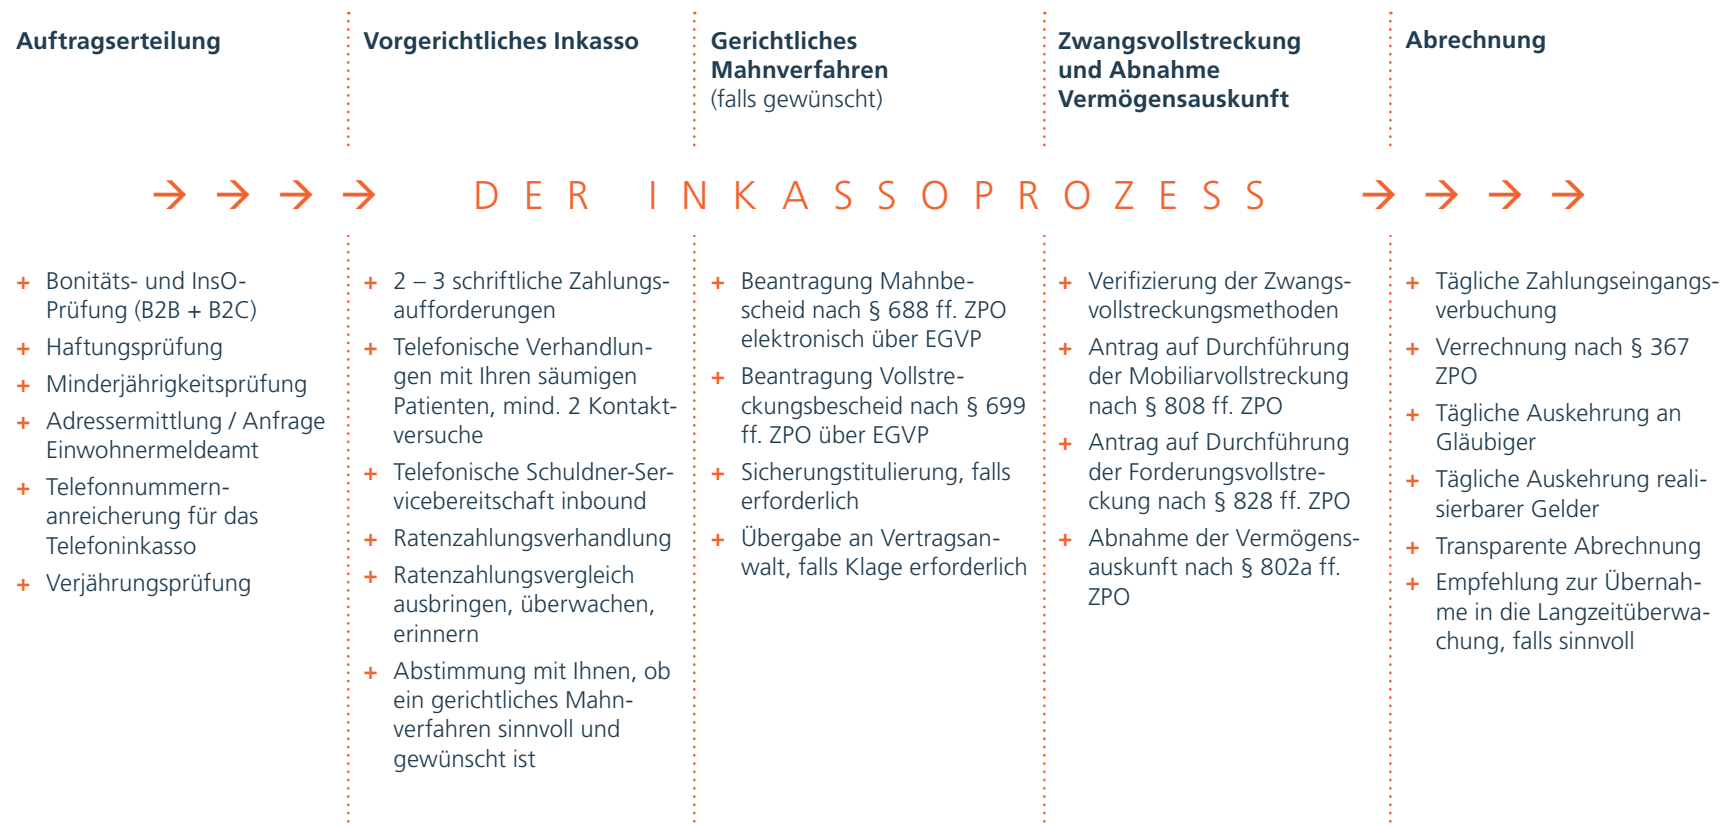 Auftragserteilung
Vorgerichtliches Inkasso
Gerichtliches
Mahnverfahren
(falls gewünscht)
Zwangsvollstreckung
und Abnahme
Vermögensauskunft
Abrechnung
→ → → → DER INKASSOPROZESS → → → →
+ Bonitäts- und InsO-
Prüfung (B2B + B2C)
+ Haftungsprüfung
+ Minderjährigkeitsprüfung
+ Adressermittlung / Anfrage
Einwohnermeldeamt
+ Telefonnummern-
anreicherung für das
Telefoninkasso
+ Verjährungsprüfung
+ 2 – 3 schriftliche Zahlungs-
aufforderungen
+ Telefonische Verhandlun-
gen mit Ihren säumigen
Patienten, mind. 2 Kontakt-
versuche
+ Telefonische Schuldner-Ser-
vicebereitschaft inbound
+ Ratenzahlungsverhandlung
+ Ratenzahlungsvergleich
ausbringen, überwachen,
erinnern
+ Abstimmung mit Ihnen, ob
ein gerichtliches Mahn-
verfahren sinnvoll und
gewünscht ist
+ Beantragung Mahnbe-
scheid nach § 688 ff. ZPO
elektronisch über EGVP
+ Beantragung Vollstre-
ckungsbescheid nach § 699
ff. ZPO über EGVP
+ Sicherungstitulierung, falls
erforderlich
+ Übergabe an Vertragsan-
walt, falls Klage erforderlich
+ Verifizierung der Zwangs-
vollstreckungsmethoden
+ Antrag auf Durchführung
der Mobiliarvollstreckung
nach § 808 ff. ZPO
+ Antrag auf Durchführung
der Forderungsvollstre-
ckung nach § 828 ff. ZPO
+ Abnahme der Vermögens-
auskunft nach § 802a ff.
ZPO
+ Tägliche Zahlungseingangs-
verbuchung
+ Verrechnung nach § 367
ZPO
+ Tägliche Auskehrung an
Gläubiger
+ Tägliche Auskehrung reali-
sierbarer Gelder
+ Transparente Abrechnung
+ Empfehlung zur Übernah-
me in die Langzeitüberwa-
chung, falls sinnvoll